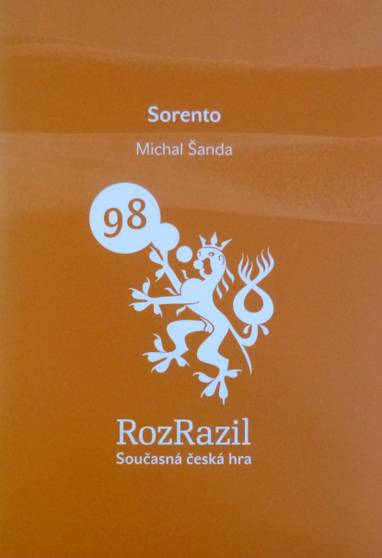 Sorento
Michal Šanda
98
RozRazil
Současná česká hra